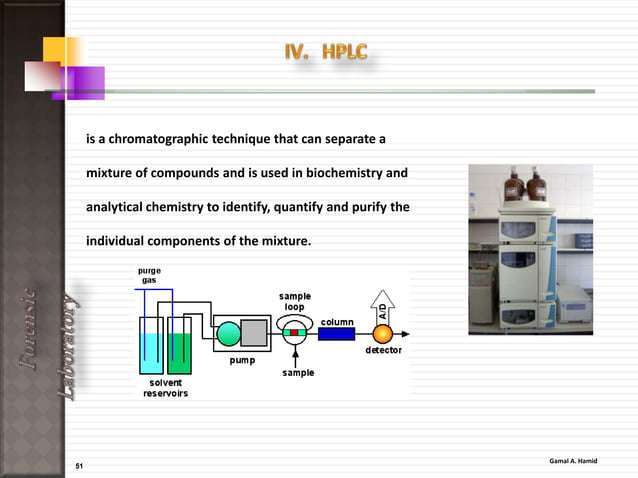 IV. HPLC
is a chromatographic technique that can separate a
mixture of compounds and is used in biochemistry and
analytical chemistry to identify, quantify and purify the
individual components of the mixture.
purge
gas
sample
loop
A/D
column
detector
pump
sample
solvent
reservoirs
Forensic
Laboratory
Gamal A. Hamid
51